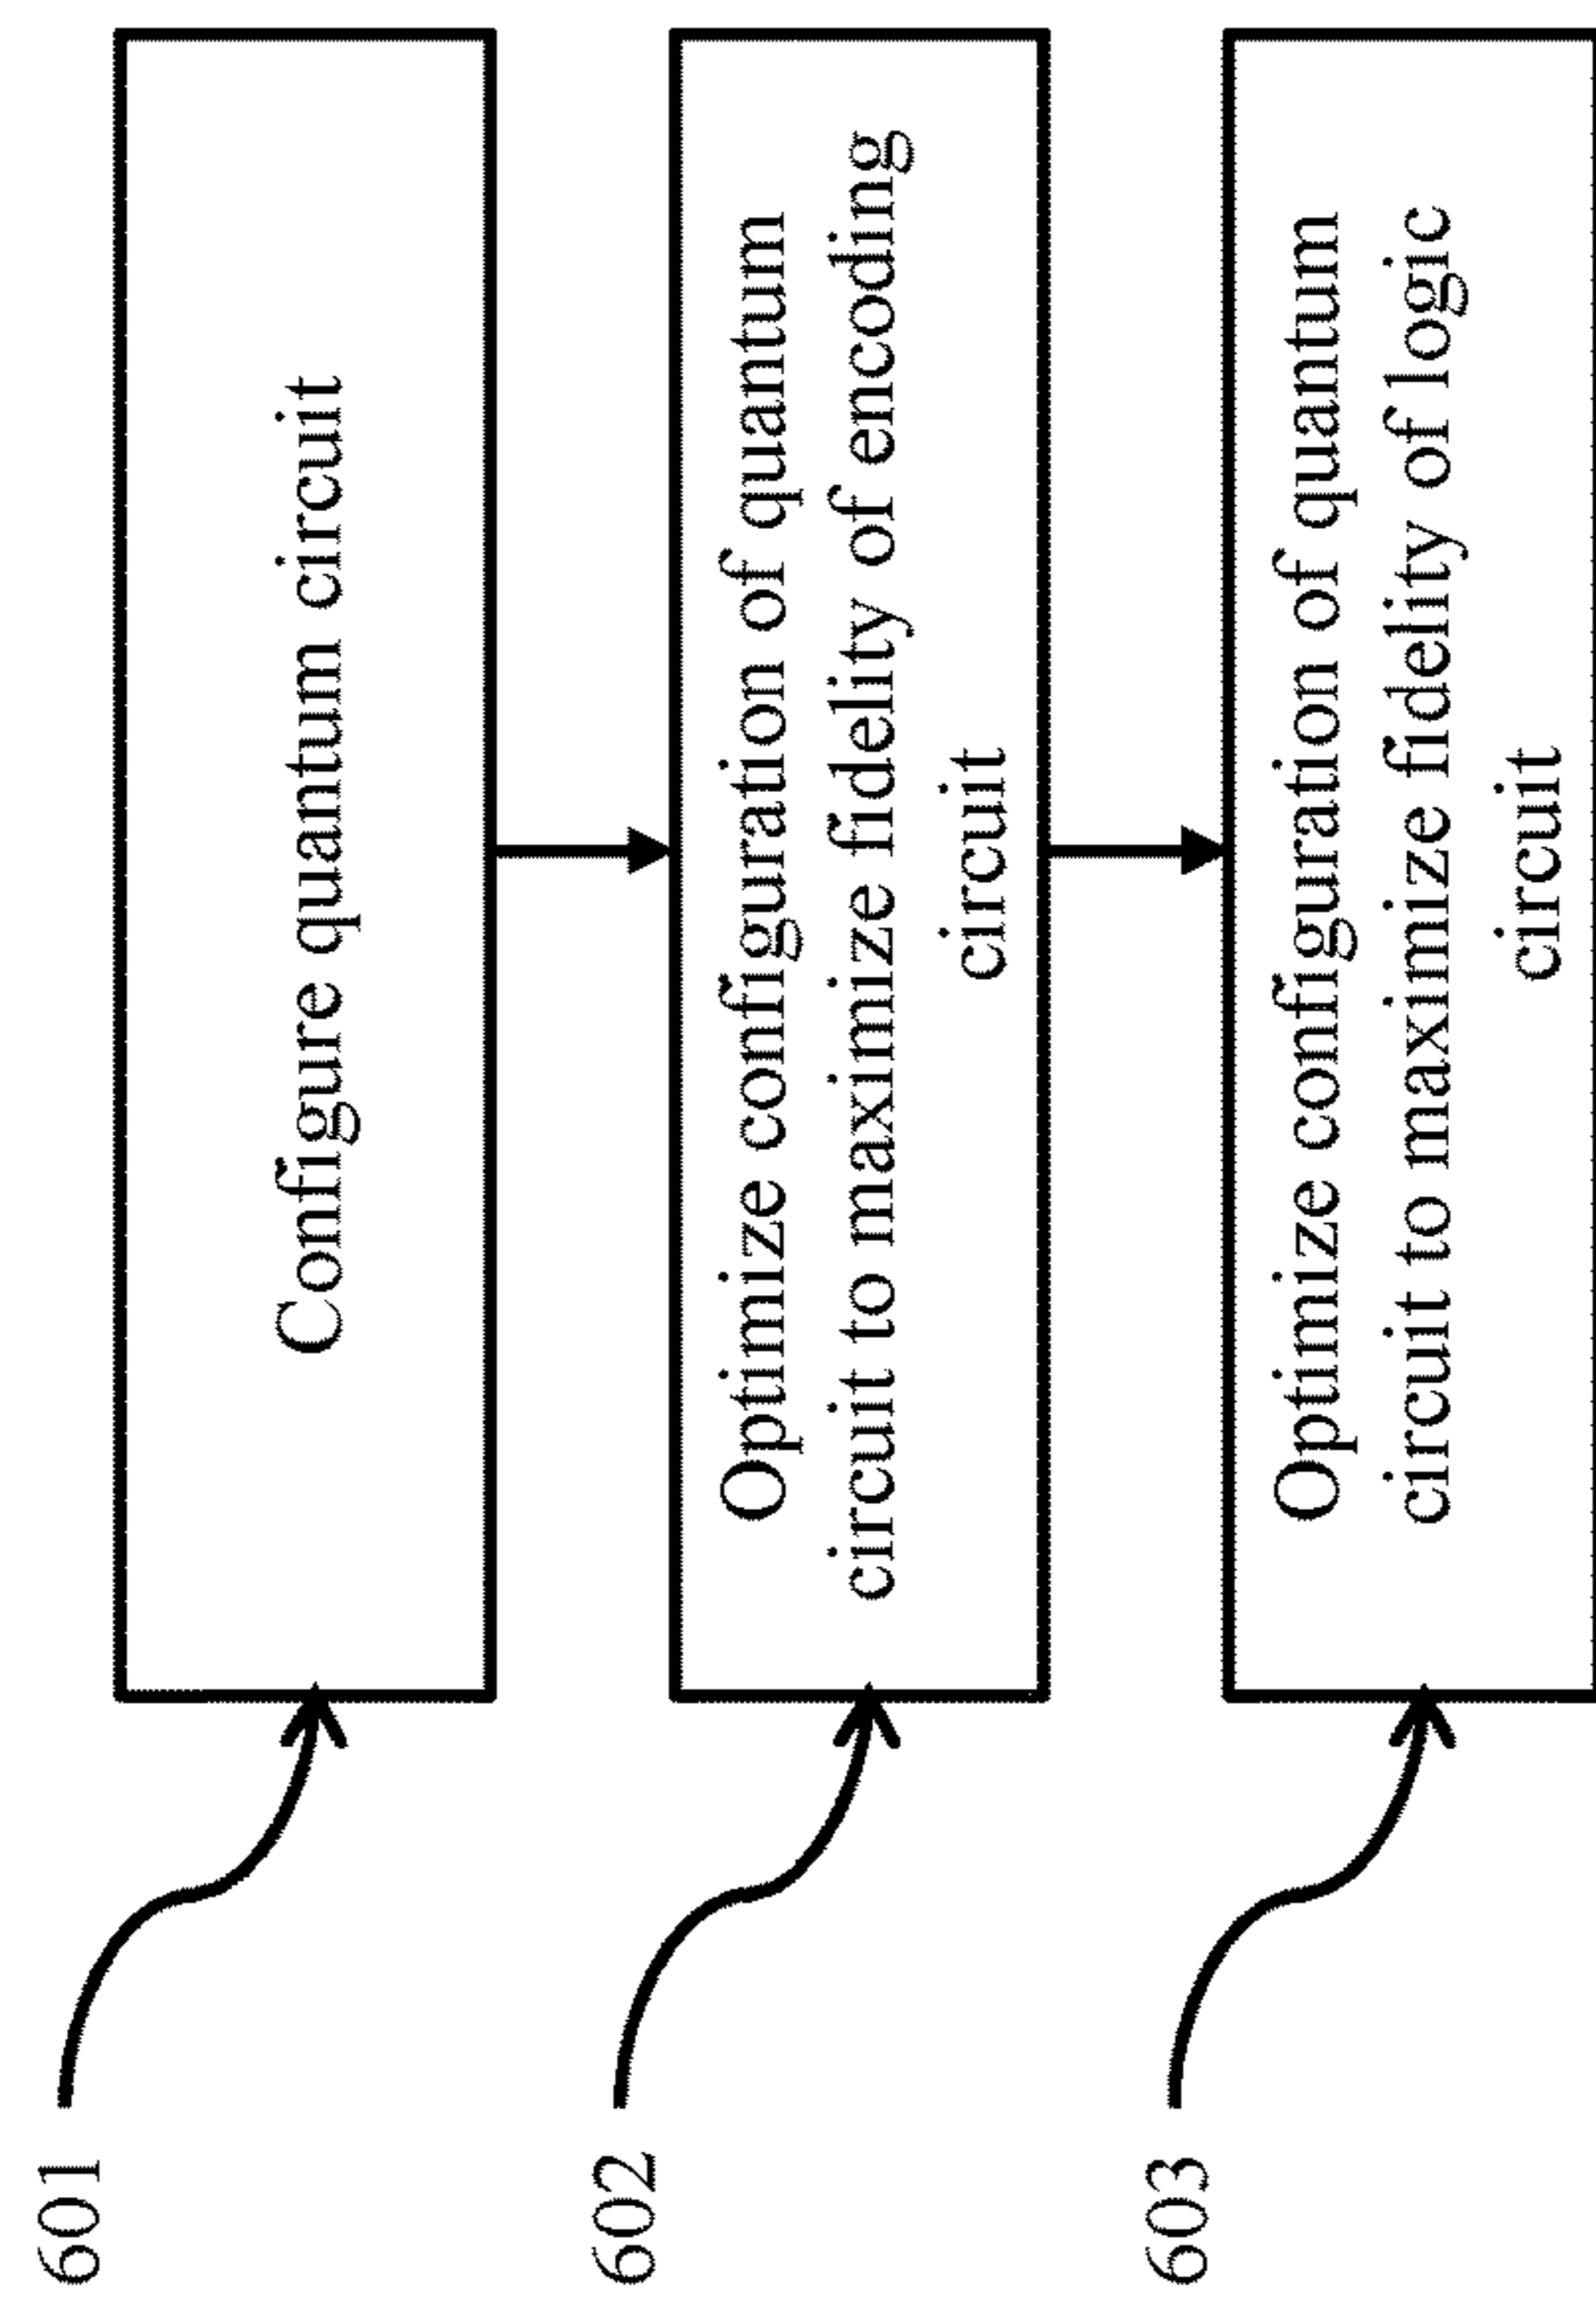 601
Configure quantum circuit
602
Optimize configuration of quantum
circuit to maximize fidelity of encoding
circuit
603
Optimize configuration of quantum
circuit to maximize fidelity of logic
circuit